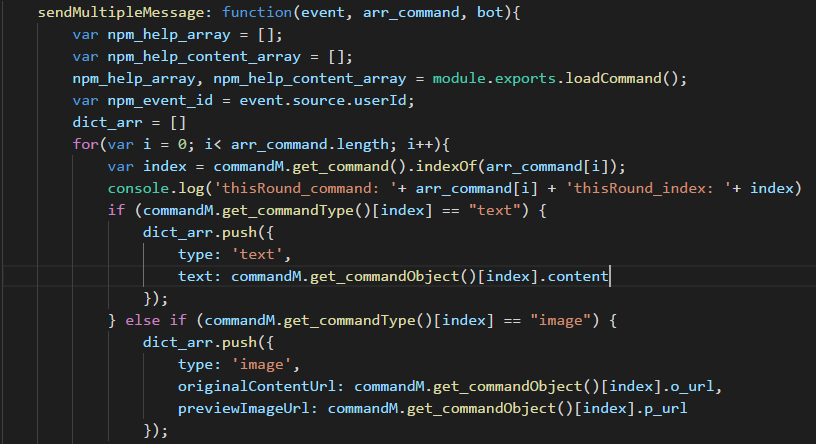 sendMultipleMessage: function(event, arr_command, bot){
var npm_help_array = [];
var npm_help_content_array = [];
npm_help_array, npm_help_content_array = module.exports.loadCommand();
var npm_event_id = event.source.userId;
dict_arr = []
for(var i = 0; i< arr_command.length; i++){
var index = commandM.get_command().indexOf(arr_command[i]);
console.log('thisRound_command: '+ arr_command[i] + 'thisRound_index: '+ index)
if (commandM.get_commandType()[index] == "text") {
dict_arr.push({
type: 'text',
text: commandM.get_commandObject()[index].content
});
} else if (commandM.get_commandType()[index] == "image") {
dict_arr.push({
type: 'image',
originalContentUrl: commandM.get_commandObject()[index].o_url,
previewImageUrl: commandM.get_commandObject()[index].p_url
});